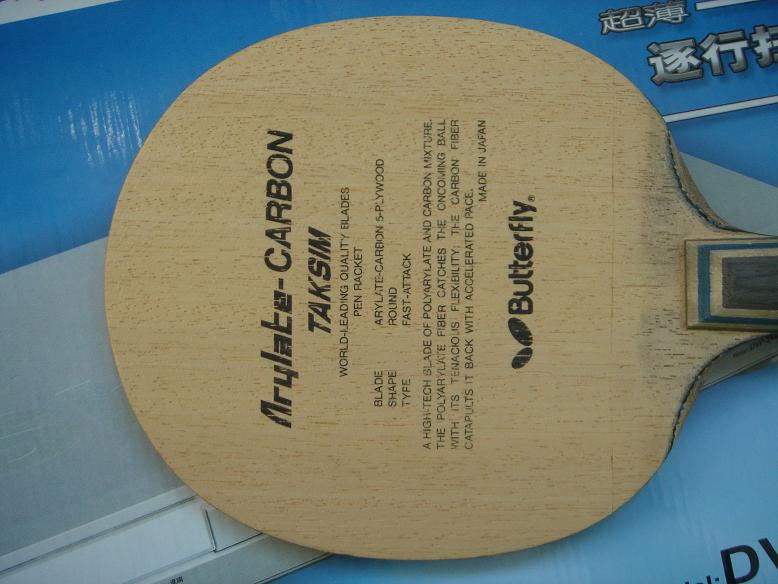 Arylate-CARBON
TAKSIM
WORLD-LEADING QUALITY BLADES
PEN RACKET
BLADE ARYLATE-CARBON 5-PLYWOOD
SHAPE ROUND
TYPE FAST-ATTACK
A HIGH-TECH BLADE OF POLYARYLATE AND CARBON MIXTURE.
THE POLYARYLATE FIBER CATCHES THE ONCOMING BALL
WITH ITS TENACIOUS FLEXIBILITY: THE CARBON FIBER
CATAPULTS IT BACK WITH ACCELERATED PACE.
MADE IN JAPAN
Butterfly®
超薄
逐行扫
DV